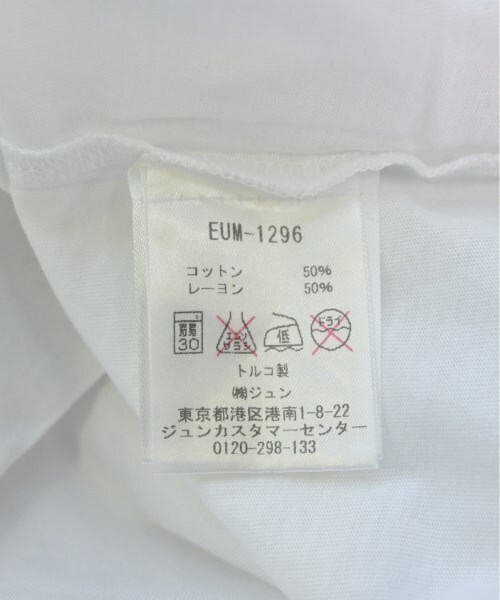 EUM-1296
コットン 50%
レーヨン 50%
弱 30 エンソサラシ 低 ドライ
トルコ製
㈱ジュン
東京都港区港南1-8-22
ジュンカスタマーセンター
0120-298-133